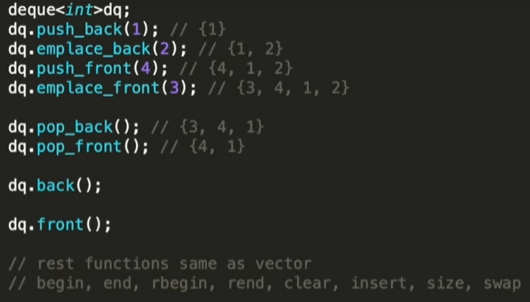 deque<int>dq;
dq.push_back(1); // {1}
dq.emplace_back(2); // {1, 2}
dq.push_front(4); // {4, 1, 2}
dq.emplace_front(3); // {3, 4, 1, 2}
dq.pop_back(); // {3, 4, 1}
dq.pop_front(); // {4, 1}
dq.back();
dq.front();
// rest functions same as vector
// begin, end, rbegin, rend, clear, insert, size, swap